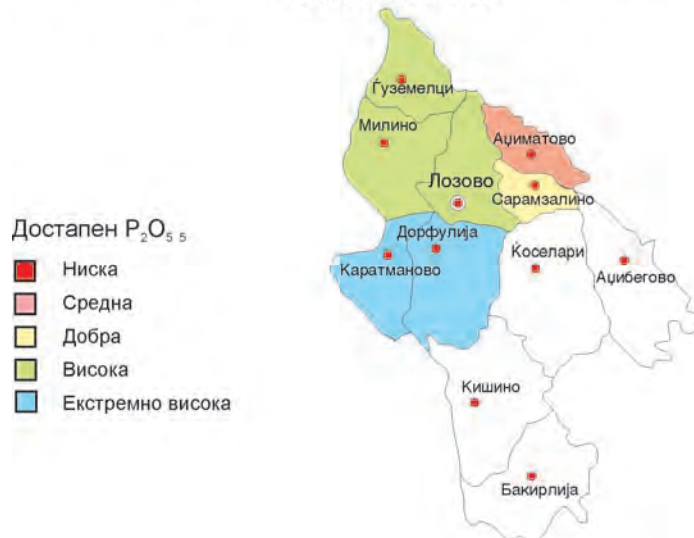 Ѓуземелци
Милино
Аџиматово
Лозово
Сарамзалино
Достапен P₂O₅ ₅
Дорфулија
Ќоселари
Каратманово
Аџибегово
Ниска
Средна
Добра
Висока
Екстремно висока
Кишино
Бакирлија